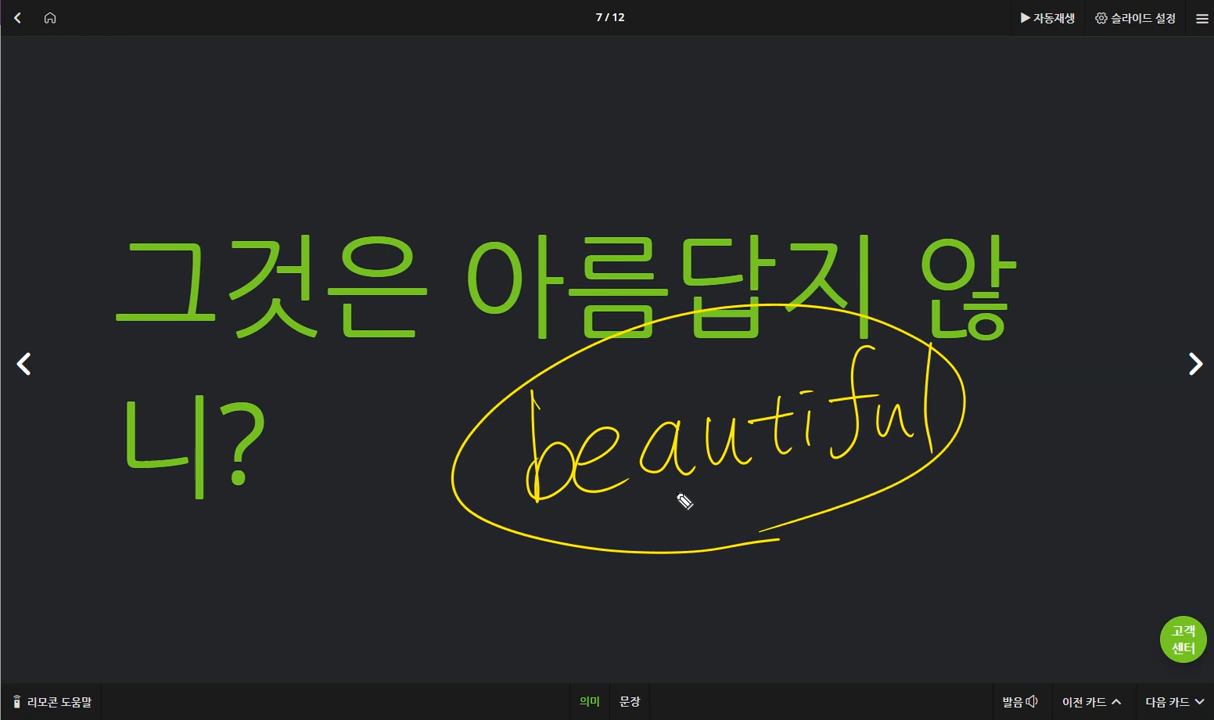 7 / 12
자동재생
슬라이드 설정
그것은 아름답지 않
니?
beautiful
고객
센터
리모콘 도움말
의미
문장
발음
이전 카드
다음 카드